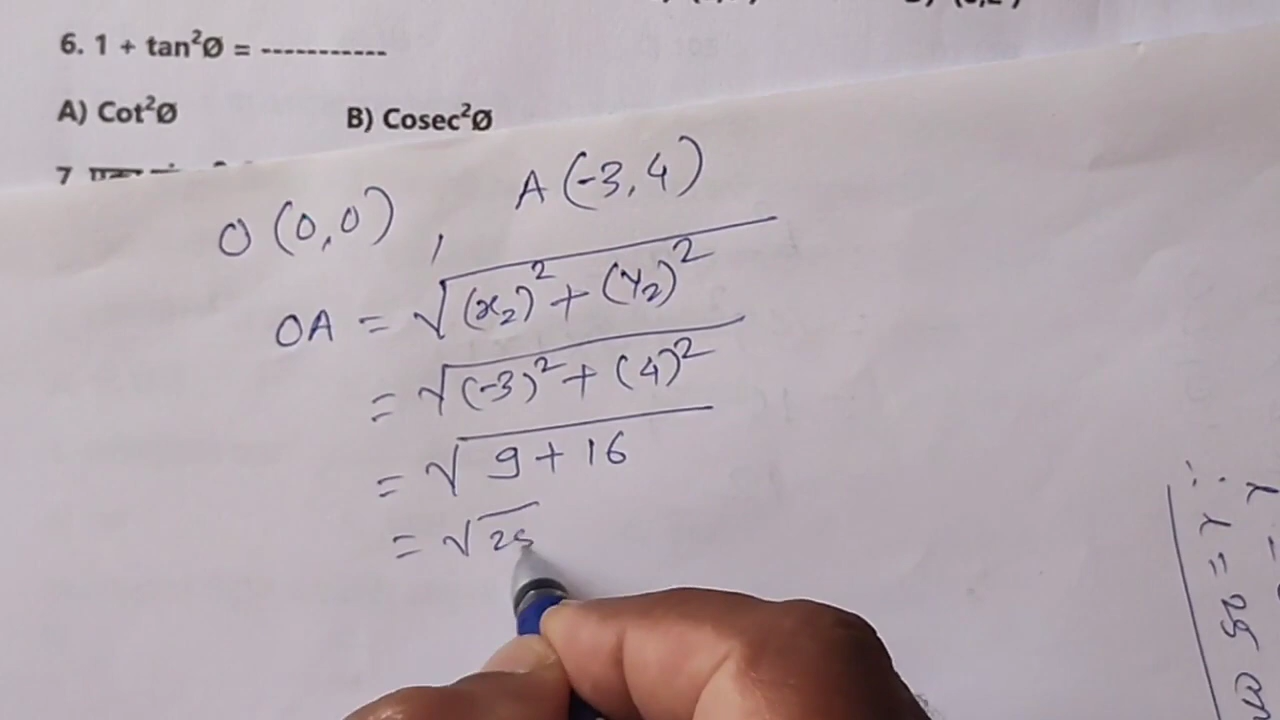 6. 1 + tan²Ø = -----------
A) Cot²Ø B) Cosec²Ø
7
O (0,0) , A (-3, 4)
OA = √(x₂)² + (y₂)²
= √(-3)² + (4)²
= √9 + 16
= √25